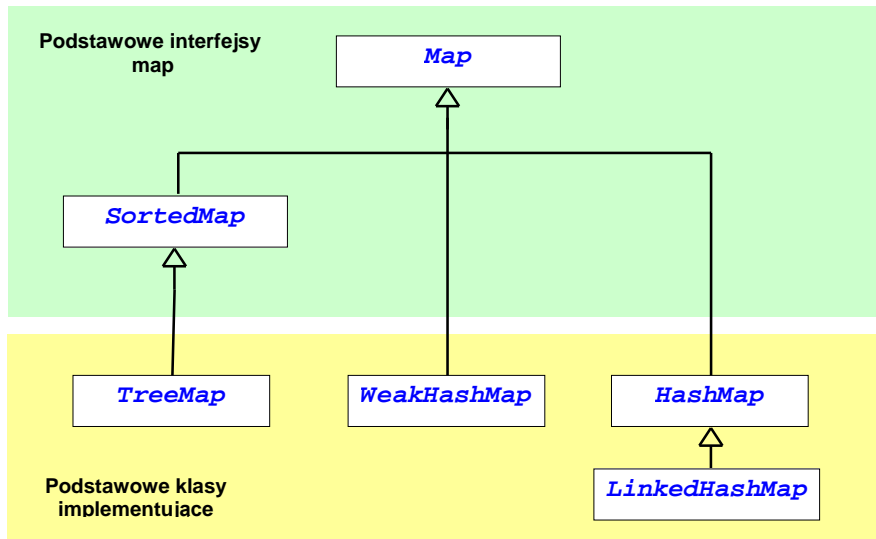 Podstawowe interfejsy
map
Map
SortedMap
TreeMap
WeakHashMap
HashMap
LinkedHashMap
Podstawowe klasy
implementujace